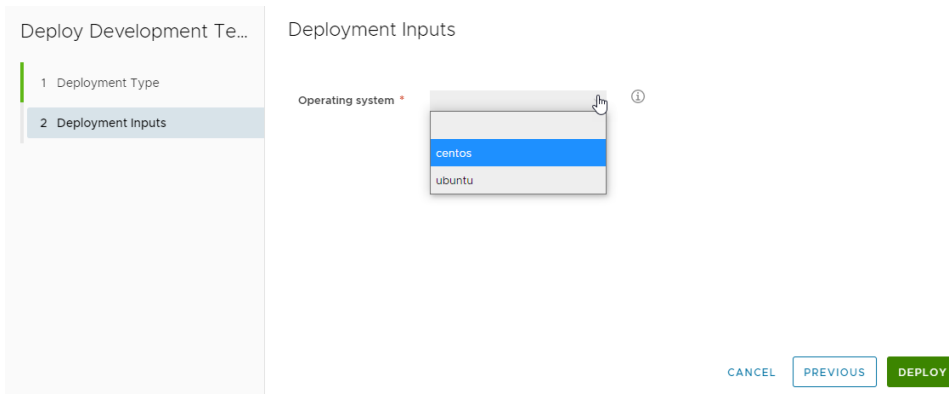 Deploy Development Te...
1 Deployment Type
2 Deployment Inputs
Deployment Inputs
Operating system *
centos
ubuntu
CANCEL
PREVIOUS
DEPLOY